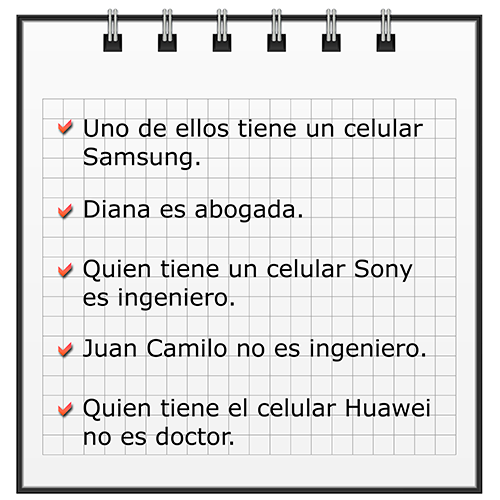 Uno de ellos tiene un celular
Samsung.
Diana es abogada.
Quien tiene un celular Sony
es ingeniero.
Juan Camilo no es ingeniero.
Quien tiene el celular Huawei
no es doctor.